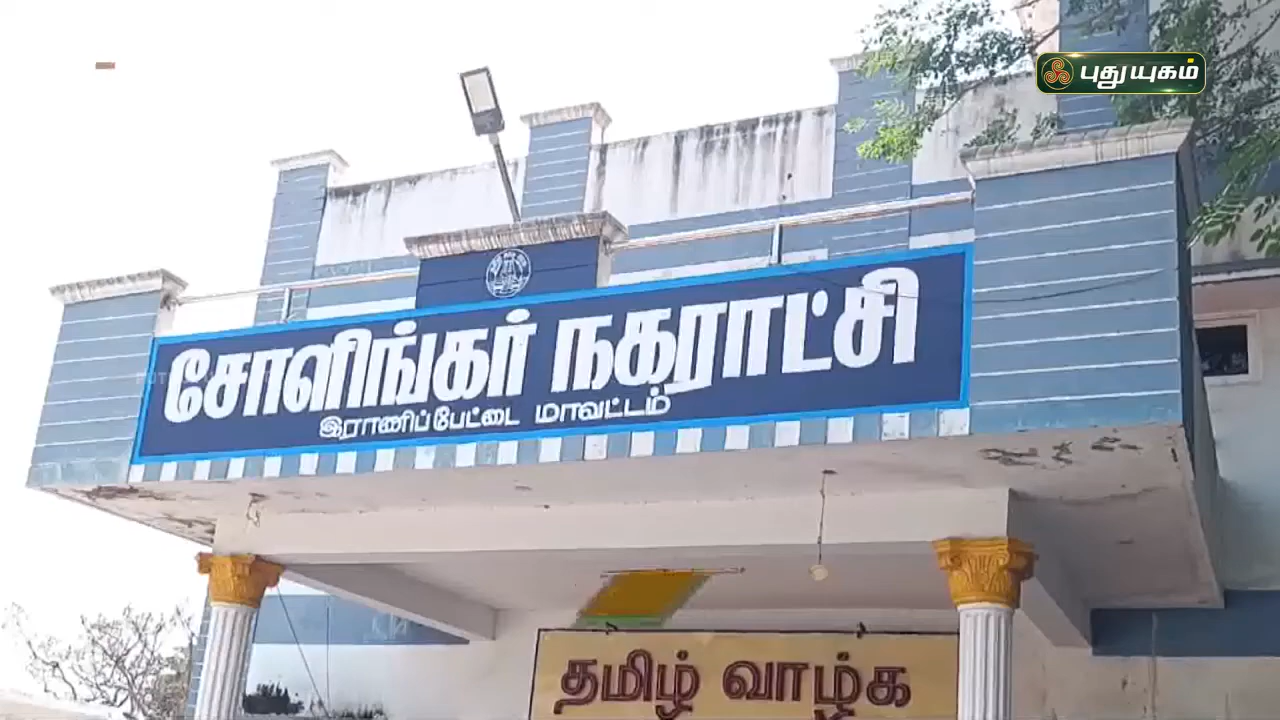 புதுயுகம்
சோளிங்கர் நகராட்சி
இராணிப்பேட்டை மாவட்டம்
தமிழ் வாழ்க